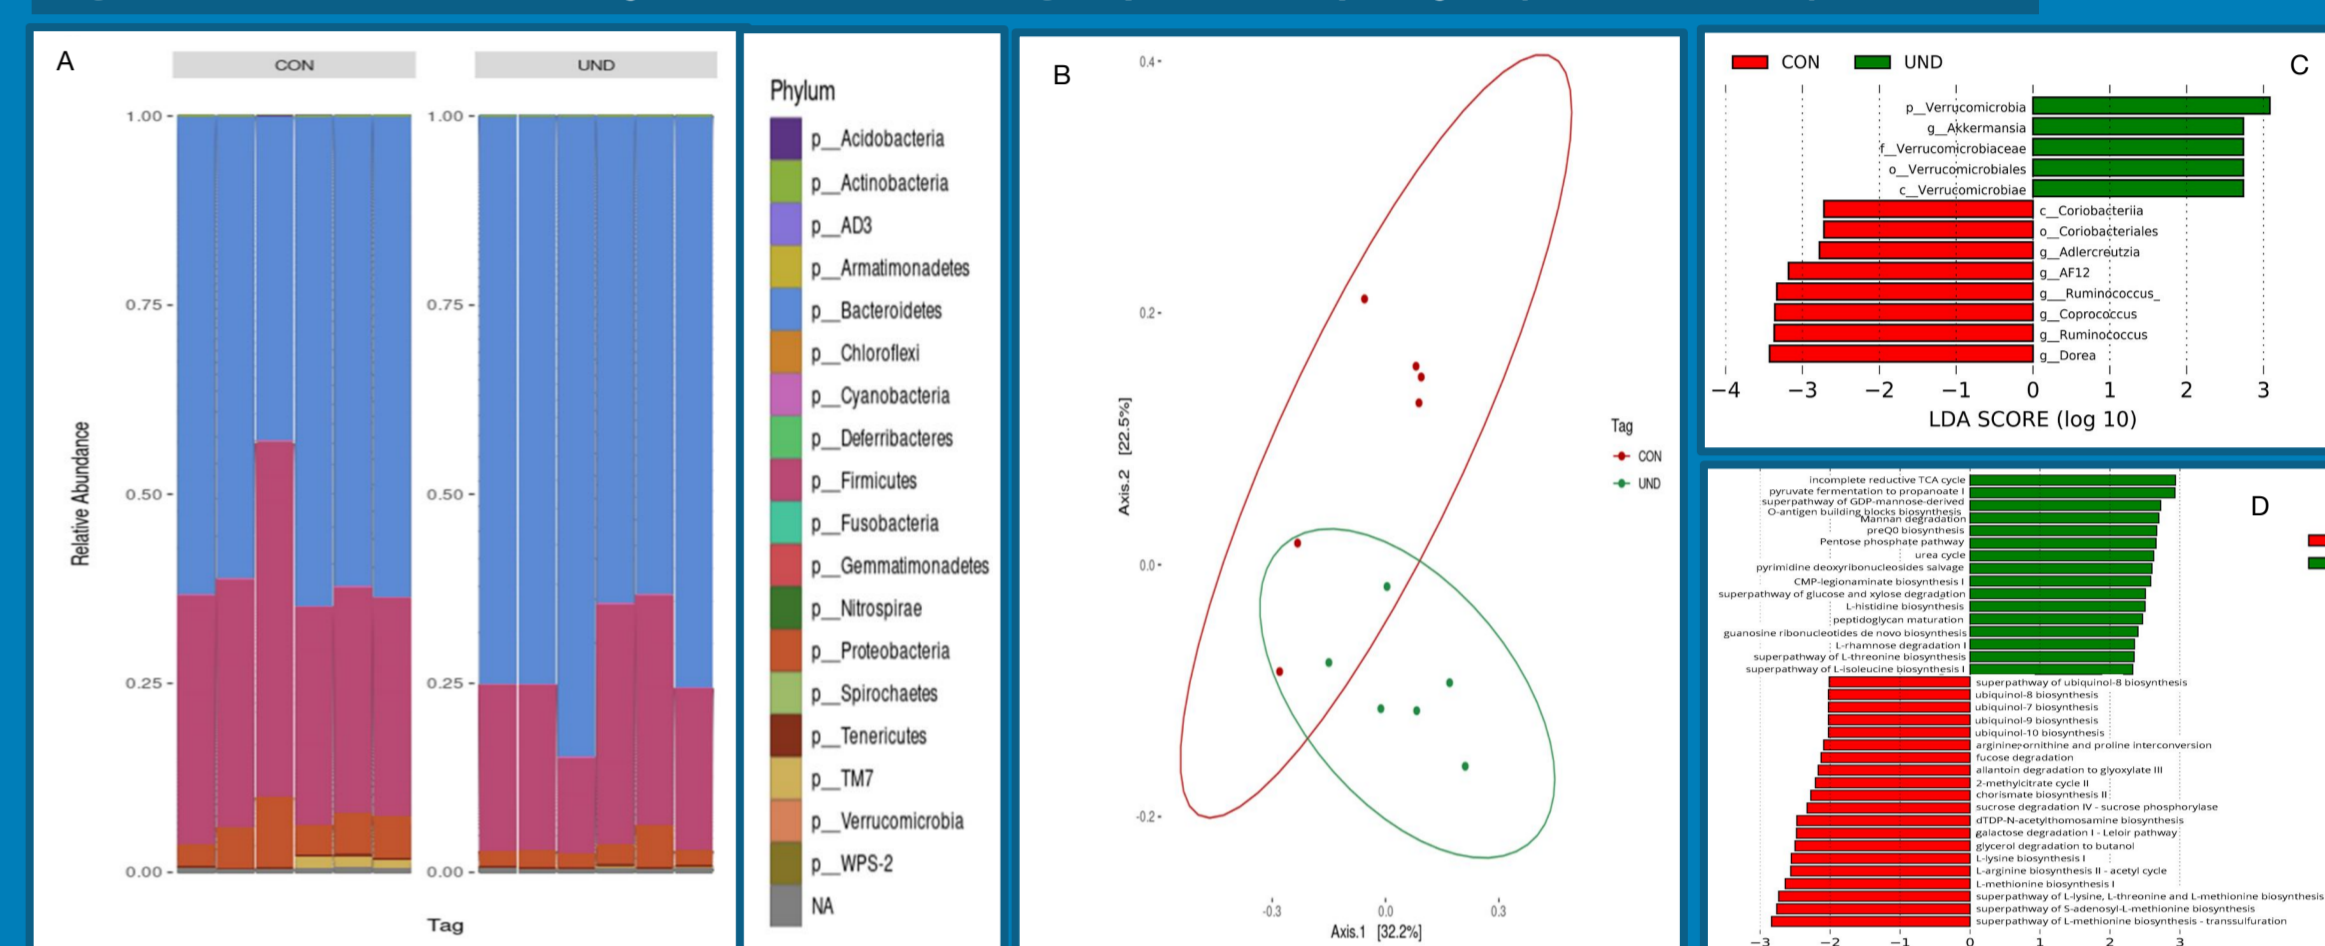 A
CON
UND
1.00
0.75
0.50
0.25
0.00
1.00
0.75
0.50
0.25
0.00
Relative Abundance
Tag
Phylum
p__Acidobacteria
p__Actinobacteria
p__AD3
p__Armatimonadetes
p__Bacteroidetes
p__Chloroflexi
p__Cyanobacteria
p__Deferribacteres
p__Firmicutes
p__Fusobacteria
p__Gemmatimonadetes
p__Nitrospirae
p__Proteobacteria
p__Spirochaetes
p__Tenericutes
p__TM7
p__Verrucomicrobia
p__WPS-2
NA
B
0.4
0.2
0.0
-0.2
Axis.2 [22.5%]
-0.3 0.0 0.3
Axis.1 [32.2%]
Tag
CON
UND
C
CON UND
p__Verrucomicrobia
g__Akkermansia
f__Verrucomicrobiaceae
o__Verrucomicrobiales
c__Verrucomicrobiae
c__Coriobacteriia
o__Coriobacteriales
g__Adlercreutzia
g__AF12
g___Ruminococcus_
g__Coprococcus
g__Ruminococcus
g__Dorea
−4 −3 −2 −1 0 1 2 3
LDA SCORE (log 10)
D
incomplete reductive TCA cycle
pyruvate fermentation to propanoate I
superpathway of GDP-mannose-derived
O-antigen building blocks biosynthesis
Mannan degradation
preQ0 biosynthesis
Pentose phosphate pathway
urea cycle
pyrimidine deoxyribonucleosides salvage
CMP-legionaminate biosynthesis I
superpathway of glucose and xylose degradation
L-histidine biosynthesis
peptidoglycan maturation
guanosine ribonucleotides de novo biosynthesis
L-rhamnose degradation I
superpathway of L-threonine biosynthesis
superpathway of L-isoleucine biosynthesis I
superpathway of ubiquinol-8 biosynthesis
ubiquinol-8 biosynthesis
ubiquinol-7 biosynthesis
ubiquinol-9 biosynthesis
ubiquinol-10 biosynthesis
arginine, ornithine and proline interconversion
fucose degradation
allantoin degradation to glyoxylate III
2-methylcitrate cycle II
chorismate biosynthesis II
sucrose degradation IV - sucrose phosphorylase
dTDP-N-acetylthomosamine biosynthesis
galactose degradation I - Leloir pathway
glycerol degradation to butanol
L-lysine biosynthesis I
L-arginine biosynthesis II - acetyl cycle
L-methionine biosynthesis I
superpathway of L-lysine, L-threonine and L-methionine biosynthesis
superpathway of S-adenosyl-L-methionine biosynthesis
superpathway of L-methionine biosynthesis - transsulfuration
−3 −2 −1 0 1 2 3